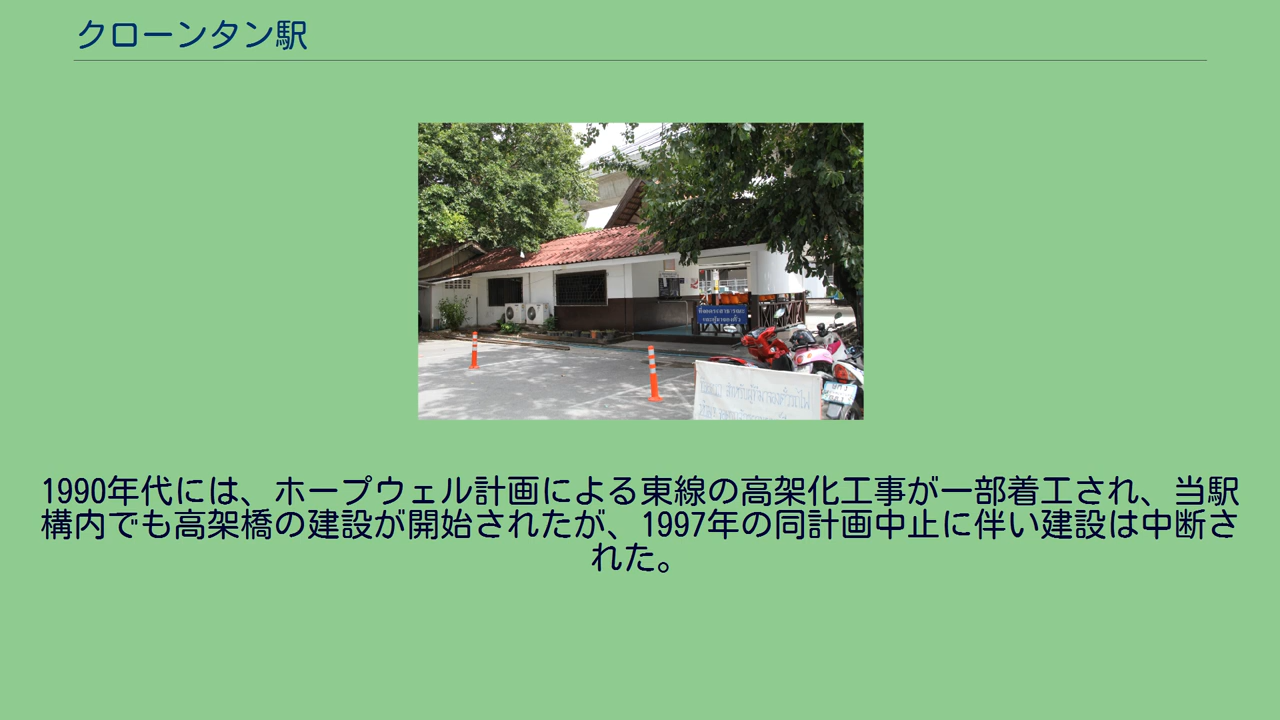 クローンタン駅
1990年代には、ホープウェル計画による東線の高架化工事が一部着工され、当駅
構内でも高架橋の建設が開始されたが、1997年の同計画中止に伴い建設は中断さ
れた。